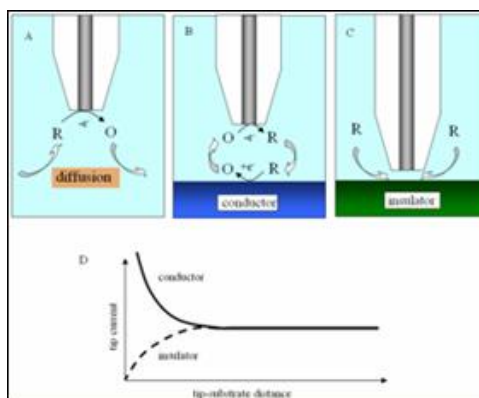 A
R
O
diffusion
B
O
R
O
R
conductor
C
R
R
insulator
D
conductor
insulator
tip current
tip-substrate distance